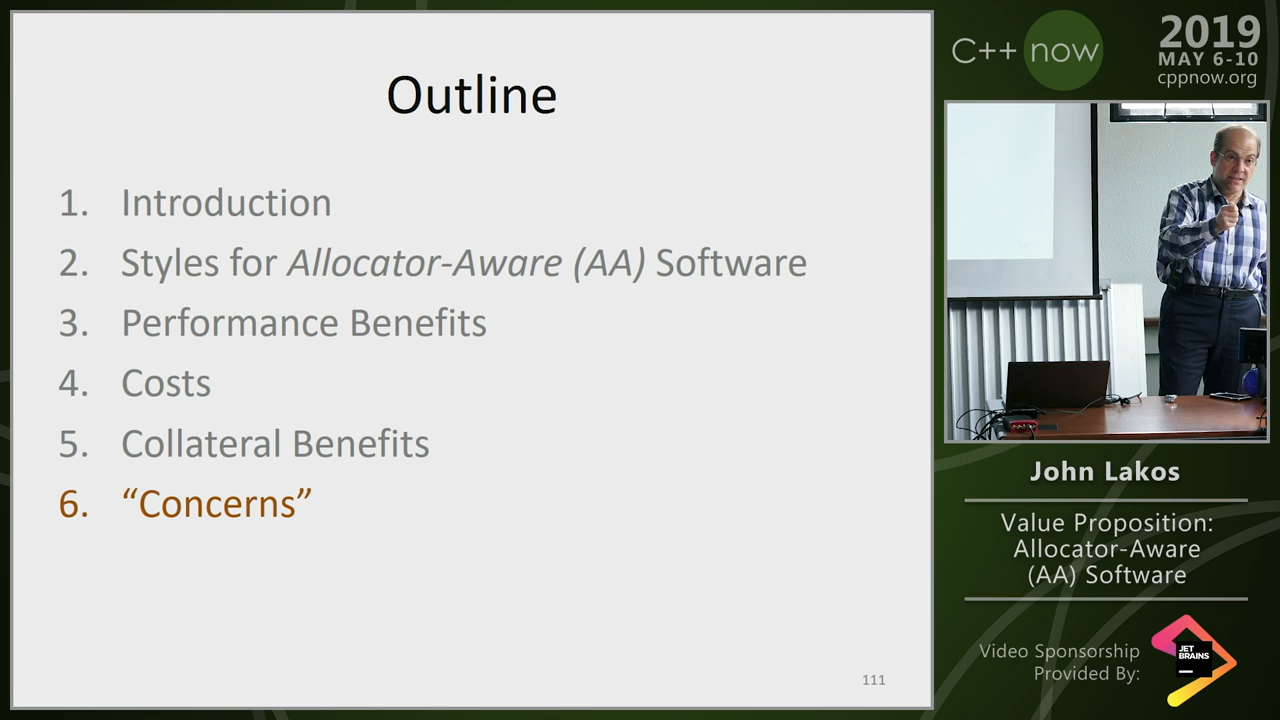 Outline
1. Introduction
2. Styles for Allocator-Aware (AA) Software
3. Performance Benefits
4. Costs
5. Collateral Benefits
6. “Concerns”
111
C++ now
2019
MAY 6-10
cppnow.org
John Lakos
Value Proposition:
Allocator-Aware
(AA) Software
Video Sponsorship
Provided By:
JET
BRAINS